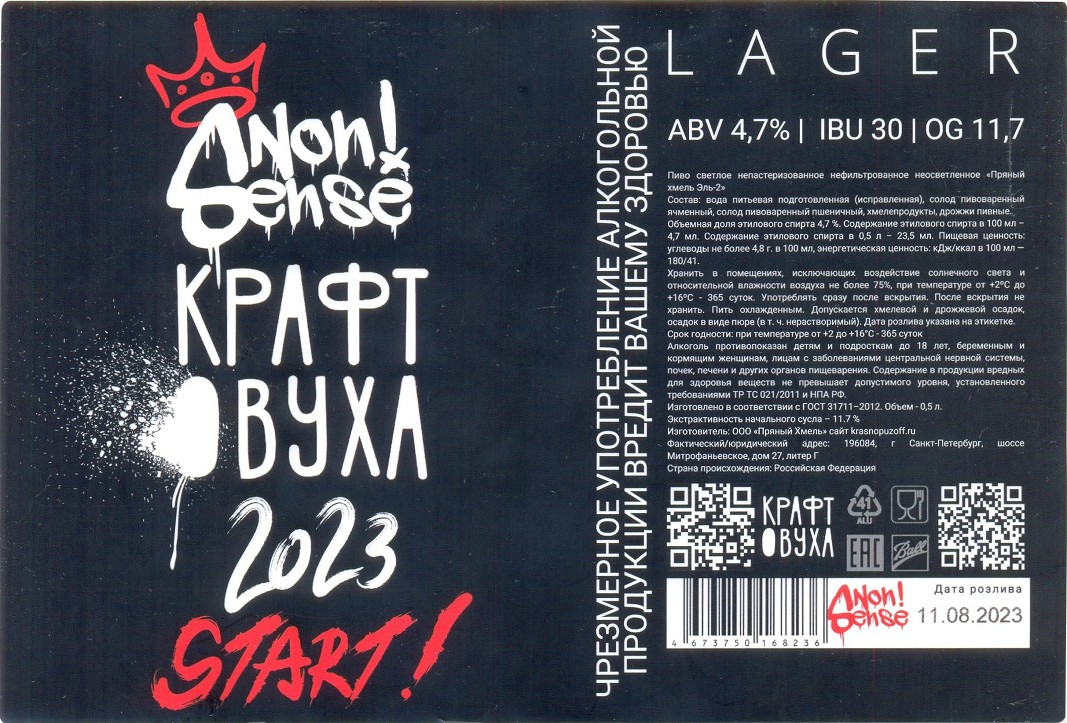 Non!
Sense
КРАФТ
ОВУХА
2023
START!
ЧРЕЗМЕРНОЕ УПОТРЕБЛЕНИЕ АЛКОГОЛЬНОЙ
ПРОДУКЦИИ ВРЕДИТ ВАШЕМУ ЗДОРОВЬЮ
LAGER
ABV 4,7% | IBU 30 | OG 11,7
Пиво светлое непастеризованное нефильтрованное неосветленное «Пряный
хмель Эль-2»
Состав: вода питьевая подготовленная (исправленная), солод пивоваренный
ячменный, солод пивоваренный пшеничный, хмелепродукты, дрожжи пивные.
Объемная доля этилового спирта 4,7 %. Содержание этилового спирта в 100 мл –
4,7 мл. Содержание этилового спирта в 0,5 л – 23,5 мл. Пищевая ценность:
углеводы не более 4,8 г. в 100 мл, энергетическая ценность: кДж/ккал в 100 мл –
180/41.
Хранить в помещениях, исключающих воздействие солнечного света и
относительной влажности воздуха не более 75%, при температуре от +2°С до
+16°С - 365 суток. Употреблять сразу после вскрытия. После вскрытия не
хранить. Пить охлажденным. Допускается хмелевой и дрожжевой осадок,
осадок в виде пюре (в т. ч. нерастворимый). Дата розлива указана на этикетке.
Срок годности: при температуре от +2 до +16°С - 365 суток
Алкоголь противопоказан детям и подросткам до 18 лет, беременным и
кормящим женщинам, лицам с заболеваниями центральной нервной системы,
почек, печени и других органов пищеварения. Содержание в продукции вредных
для здоровья веществ не превышает допустимого уровня, установленного
требованиями ТР ТС 021/2011 и НПА РФ.
Изготовлено в соответствии с ГОСТ 31711–2012. Объем - 0,5 л.
Экстрактивность начального сусла – 11.7 %
Изготовитель: ООО «Пряный Хмель» сайт krasnopuzoff.ru
Фактический/юридический адрес: 196084, г Санкт-Петербург, шоссе
Митрофаньевское, дом 27, литер Г
Страна происхождения: Российская Федерация
КРАФТ
ОВУХА
41
ALU
EAC
Ball
4 673750 168236
Non!
Sense
Дата розлива
11.08.2023